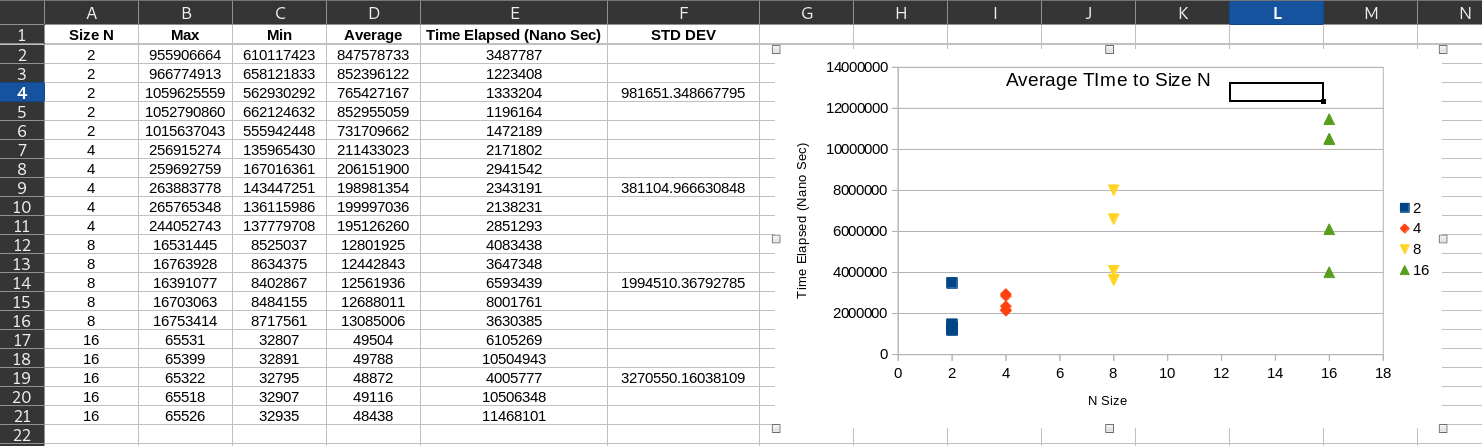 A B C D E F G H I J K L M N
1 Size N Max Min Average Time Elapsed (Nano Sec) STD DEV
2 2 955906664 610117423 847578733 3487787
3 2 966774913 658121833 852396122 1223408
4 2 1059625559 562930292 765427167 1333204 981651.348667795
5 2 1052790860 662124632 852955059 1196164
6 2 1015637043 555942448 731709662 1472189
7 4 256915274 135965430 211433023 2171802
8 4 259692759 167016361 206151900 2941542
9 4 263883778 143447251 198981354 2343191 381104.966630848
10 4 265765348 136115986 199997036 2138231
11 4 244052743 137779708 195126260 2851293
12 8 16531445 8525037 12801925 4083438
13 8 16763928 8634375 12442843 3647348
14 8 16391077 8402867 12561936 6593439 1994510.36792785
15 8 16703063 8484155 12688011 8001761
16 8 16753414 8717561 13085006 3630385
17 16 65531 32807 49504 6105269
18 16 65399 32891 49788 10504943
19 16 65322 32795 48872 4005777 3270550.16038109
20 16 65518 32907 49116 10506348
21 16 65526 32935 48438 11468101
22
Average TIme to Size N
Time Elapsed (Nano Sec)
14000000
12000000
10000000
8000000
6000000
4000000
2000000
0
0 2 4 6 8 10 12 14 16 18
N Size
2
4
8
16